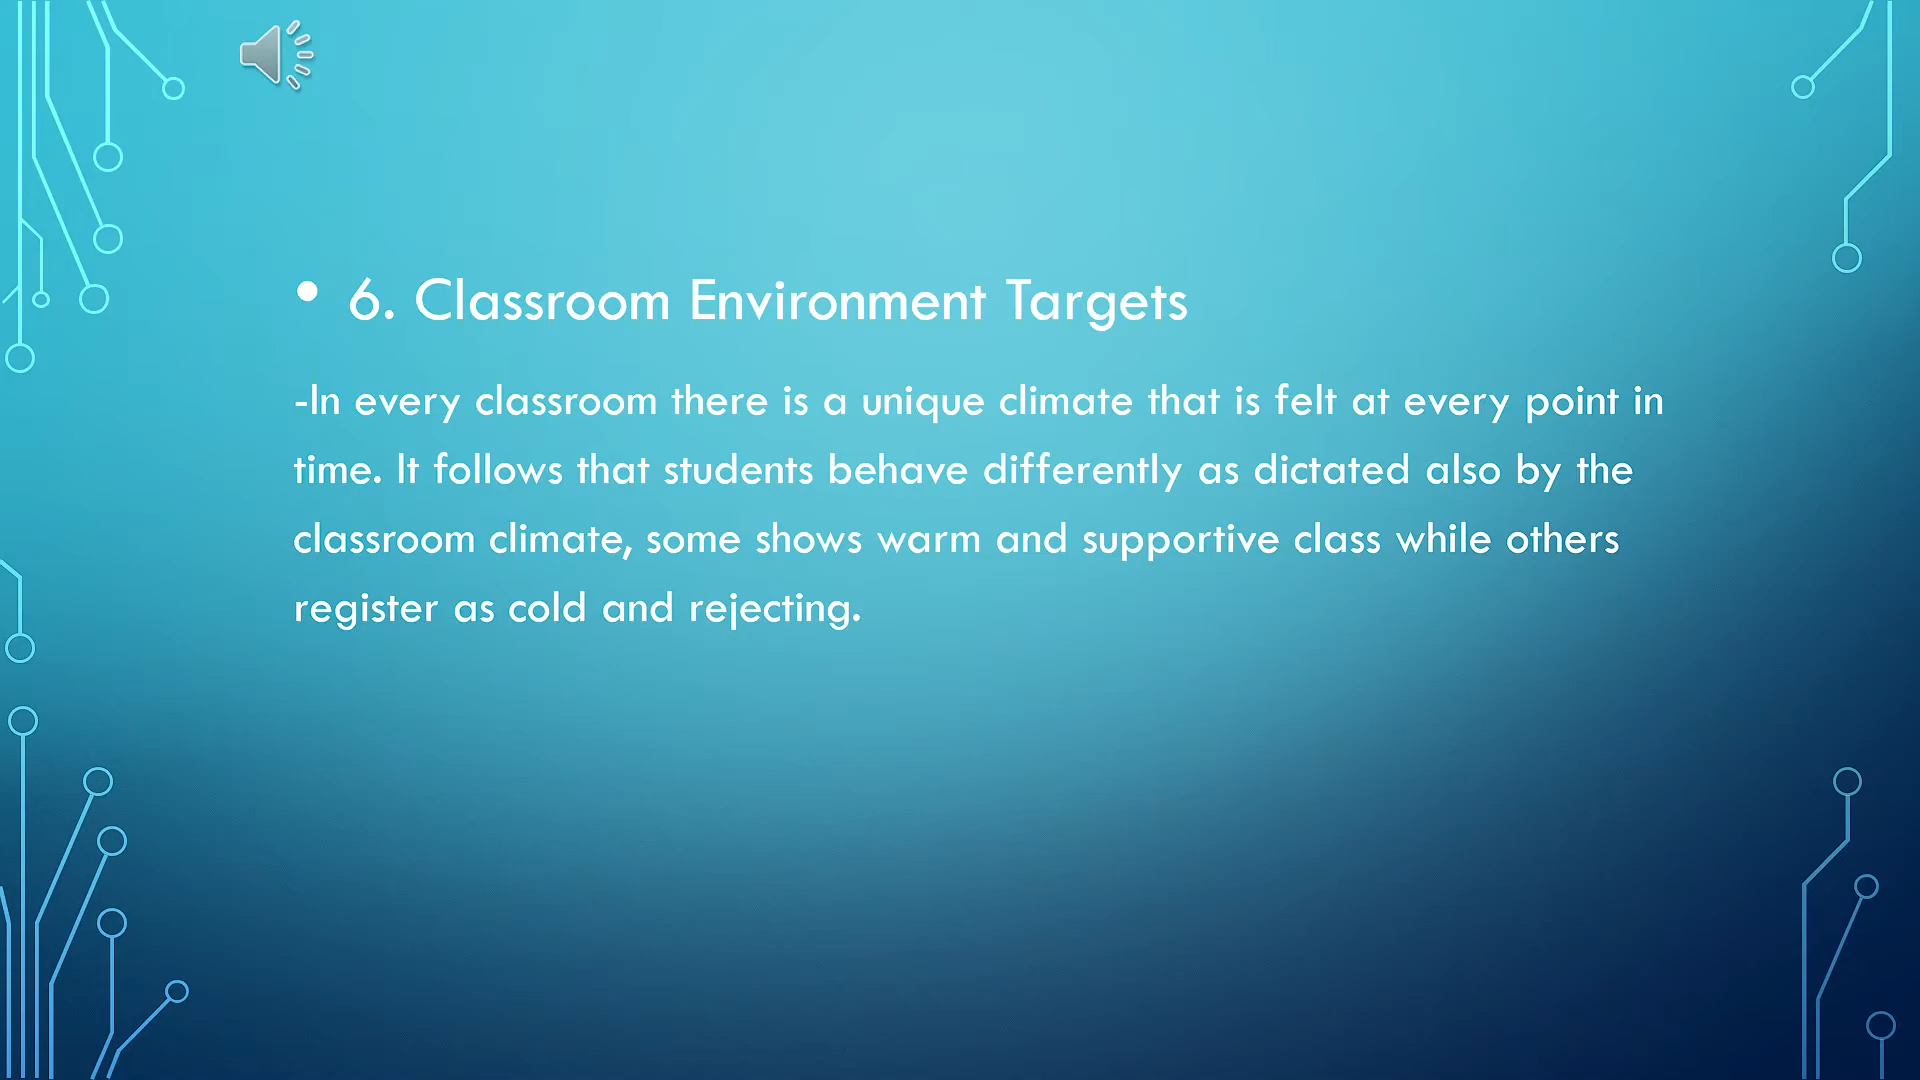 • 6. Classroom Environment Targets
-In every classroom there is a unique climate that is felt at every point in
time. It follows that students behave differently as dictated also by the
classroom climate, some shows warm and supportive class while others
register as cold and rejecting.